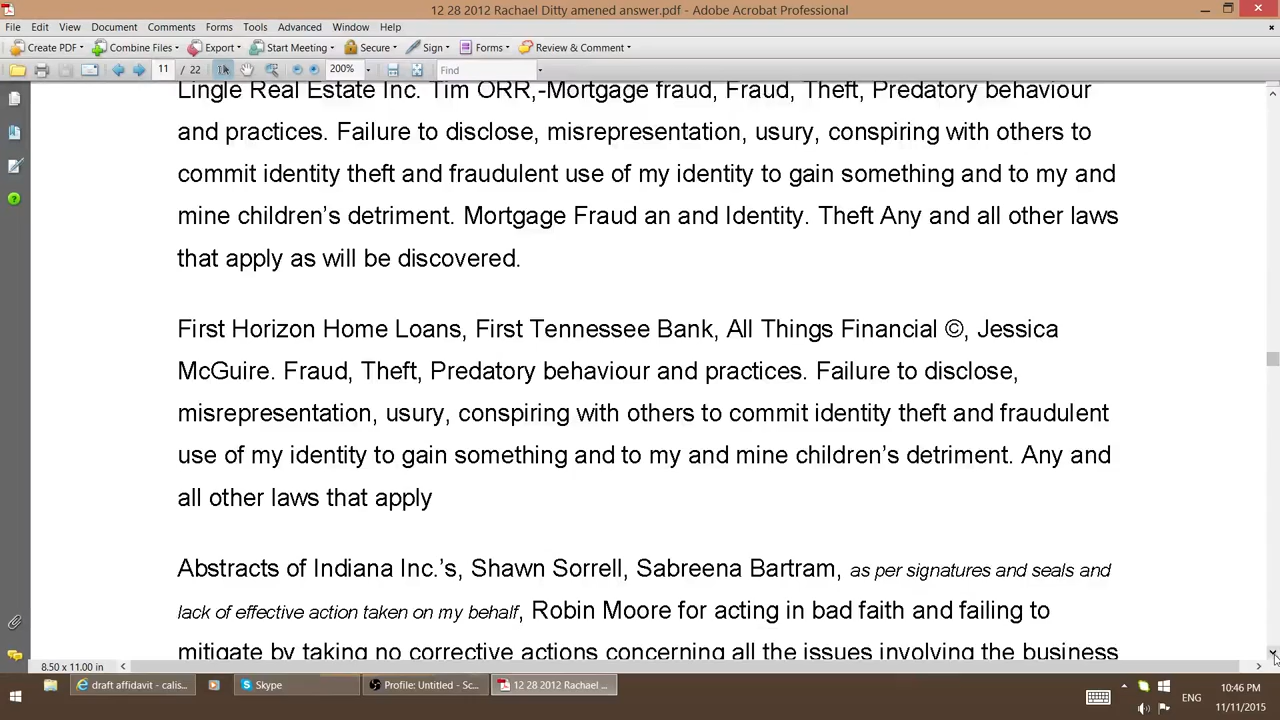 12 28 2012 Rachael Ditty amened answer.pdf - Adobe Acrobat Professional
File Edit View Document Comments Forms Tools Advanced Window Help
Create PDF Combine Files Export Start Meeting Secure Sign Forms Review & Comment
11 / 22 200% Find
Lingle Real Estate Inc. Tim ORR,-Mortgage fraud, Fraud, Theft, Predatory behaviour
and practices. Failure to disclose, misrepresentation, usury, conspiring with others to
commit identity theft and fraudulent use of my identity to gain something and to my and
mine children’s detriment. Mortgage Fraud an and Identity. Theft Any and all other laws
that apply as will be discovered.
First Horizon Home Loans, First Tennessee Bank, All Things Financial ©, Jessica
McGuire. Fraud, Theft, Predatory behaviour and practices. Failure to disclose,
misrepresentation, usury, conspiring with others to commit identity theft and fraudulent
use of my identity to gain something and to my and mine children’s detriment. Any and
all other laws that apply
Abstracts of Indiana Inc.’s, Shawn Sorrell, Sabreena Bartram, as per signatures and seals and
lack of effective action taken on my behalf, Robin Moore for acting in bad faith and failing to
mitigate by taking no corrective actions concerning all the issues involving the business
8.50 x 11.00 in
draft affidavit - calis... Skype Profile: Untitled - Sc... 12 28 2012 Rachael ... ENG 10:46 PM
11/11/2015